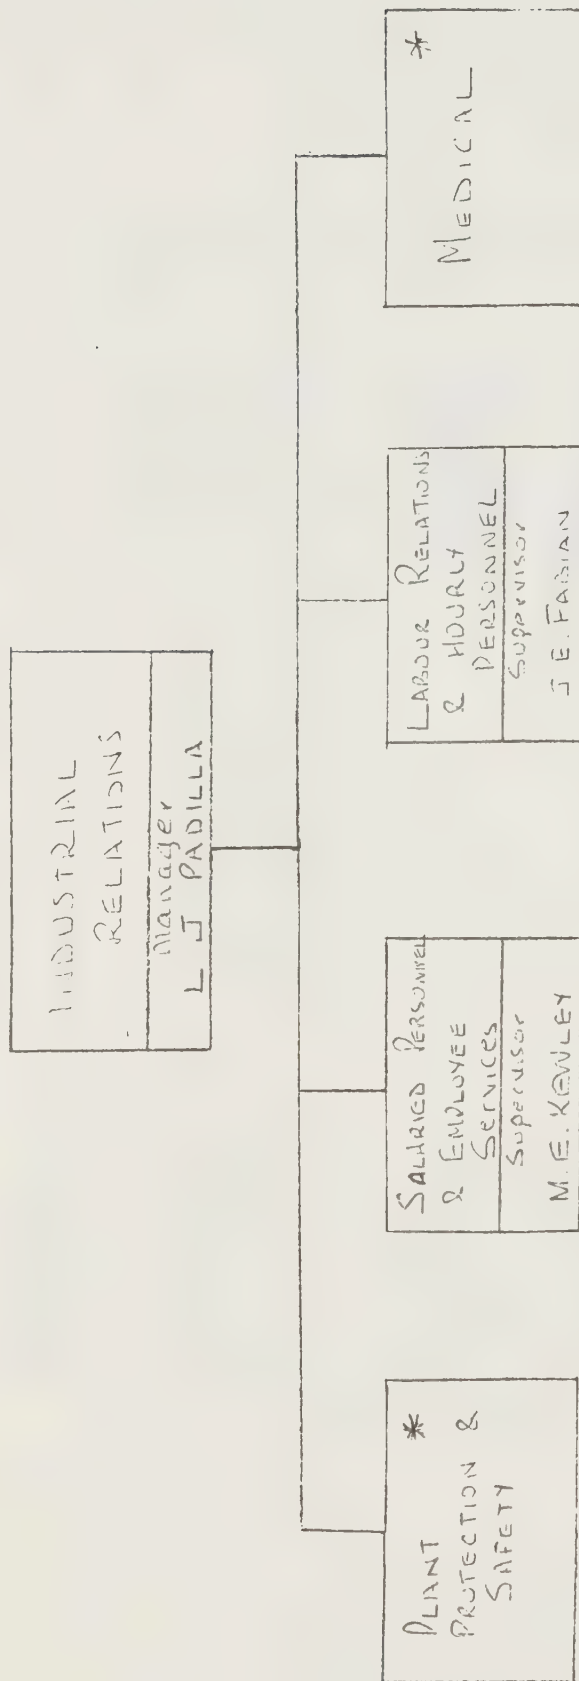 INDUSTRIAL
RELATIONS
Manager
L J PADILLA
PLANT *
PROTECTION &
SAFETY
SALARIED PERSONNEL
& EMPLOYEE
Services
Supervisor
M.E. KEWLEY
LABOUR RELATIONS
& HOURLY
PERSONNEL
Supervisor
J E. FABIAN
*
MEDICAL